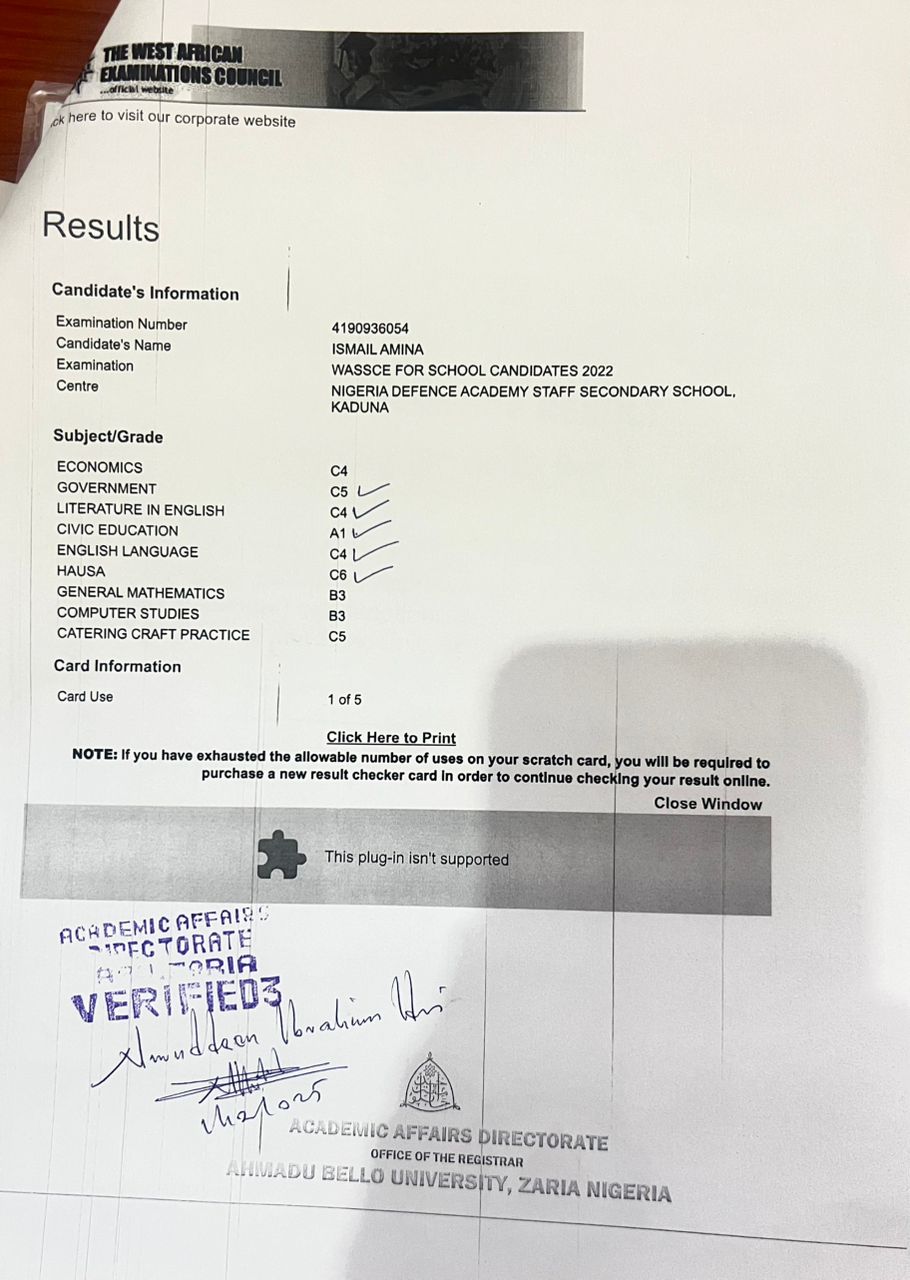 THE WEST AFRICAN
EXAMINATIONS COUNCIL
...official website
ck here to visit our corporate website
Results
Candidate's Information
Examination Number 4190936054
Candidate's Name ISMAIL AMINA
Examination WASSCE FOR SCHOOL CANDIDATES 2022
Centre NIGERIA DEFENCE ACADEMY STAFF SECONDARY SCHOOL,
KADUNA
Subject/Grade
ECONOMICS C4
GOVERNMENT C5
LITERATURE IN ENGLISH C4
CIVIC EDUCATION A1
ENGLISH LANGUAGE C4
HAUSA C6
GENERAL MATHEMATICS B3
COMPUTER STUDIES B3
CATERING CRAFT PRACTICE C5
Card Information
Card Use 1 of 5
Click Here to Print
NOTE: If you have exhausted the allowable number of uses on your scratch card, you will be required to
purchase a new result checker card in order to continue checking your result online.
Close Window
This plug-in isn't supported
ACADEMIC AFFAIRS
DIRECTORATE
VERIFIED3
Ibrahim
ACADEMIC AFFAIRS DIRECTORATE
OFFICE OF THE REGISTRAR
AHMADU BELLO UNIVERSITY, ZARIA NIGERIA